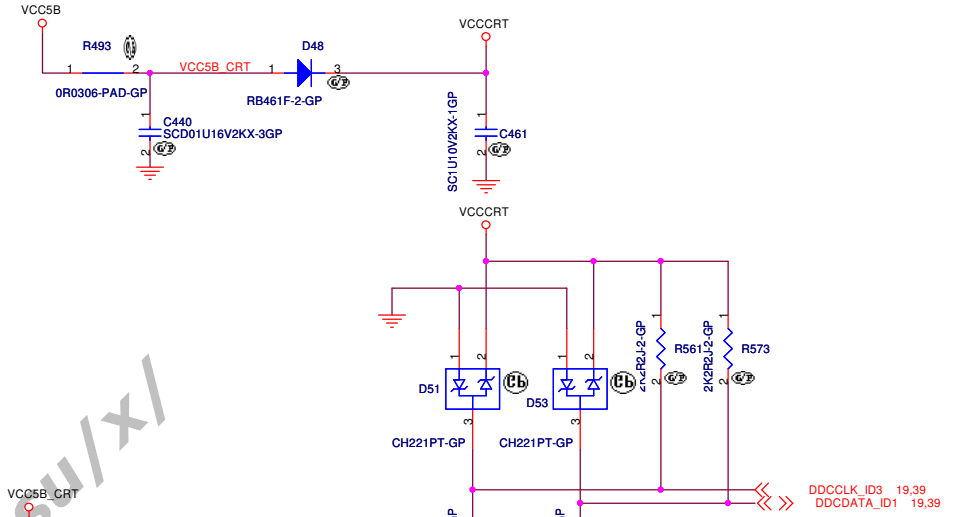 VCC5B
VCCCRT
R493
D48
1
2
VCC5B_CRT
1
3
G/P
0R0306-PAD-GP
RB461F-2-GP
1
C440
SCD01U16V2KX-3GP
2
G/P
SC1U10V2KX-1GP
1
C461
2
G/P
VCCCRT
1
2
1
2
1
2K2R2J-2-GP
R561
2
G/P
1
2K2R2J-2-GP
R573
2
G/P
D51
D53
3
3
CH221PT-GP
CH221PT-GP
su/x/
VCC5B_CRT
DDCCLK_ID3 19,39
DDCDATA_ID1 19,39
P
P